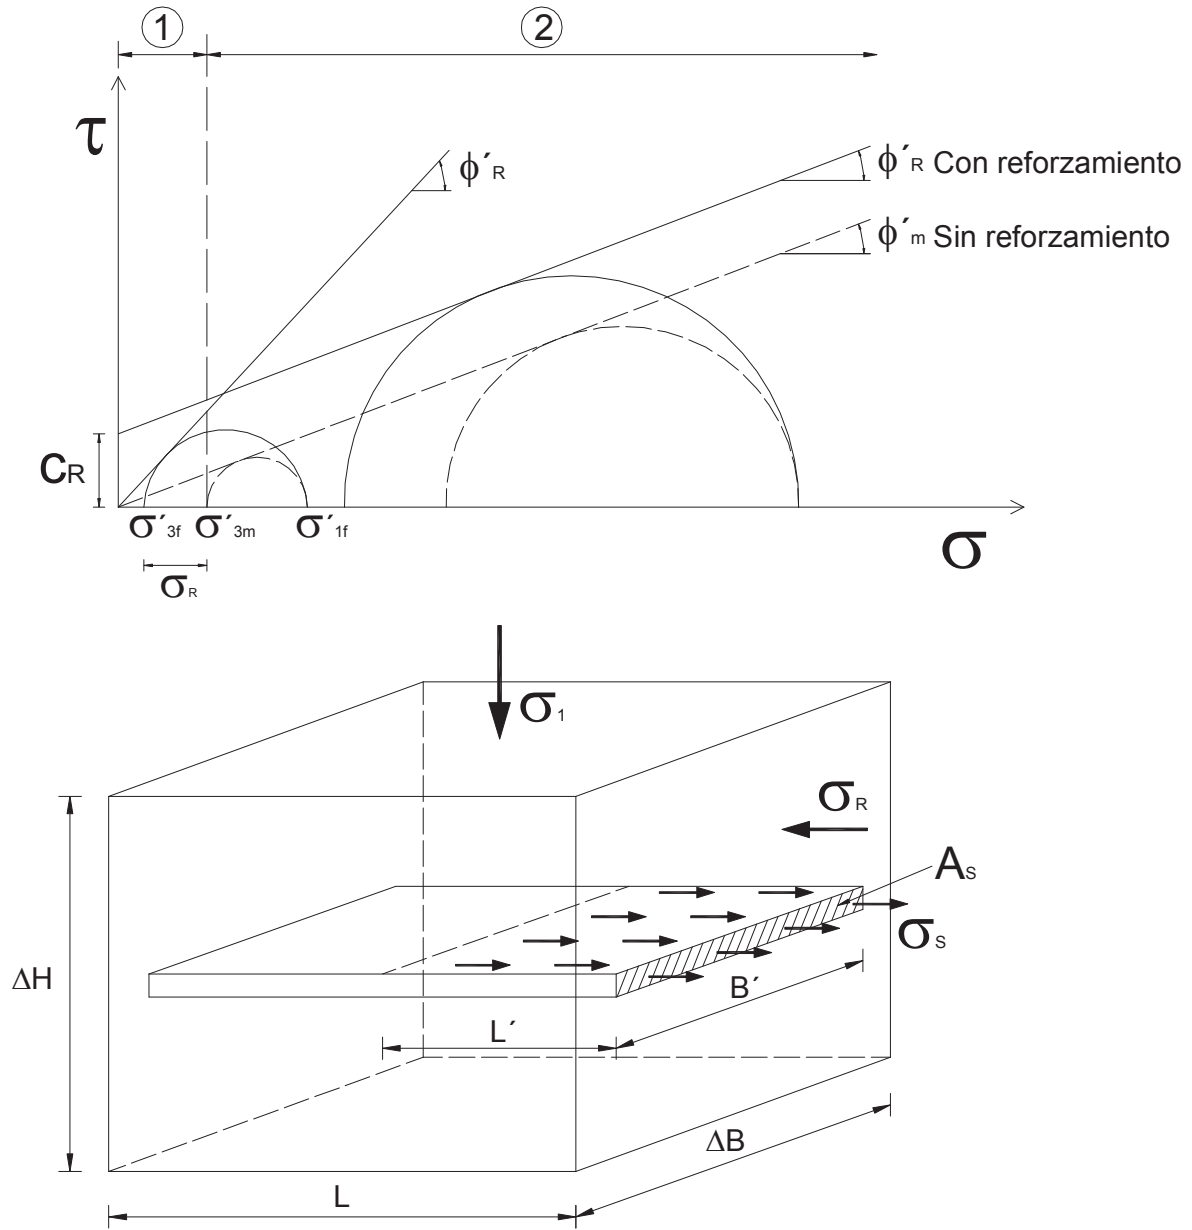 1
2
τ
ϕ´R
ϕ´R Con reforzamiento
ϕ´m Sin reforzamiento
CR
σ´3f
σ´3m
σ´1f
σ
σR
σ1
σR
AS
σS
ΔH
B´
L´
ΔB
L